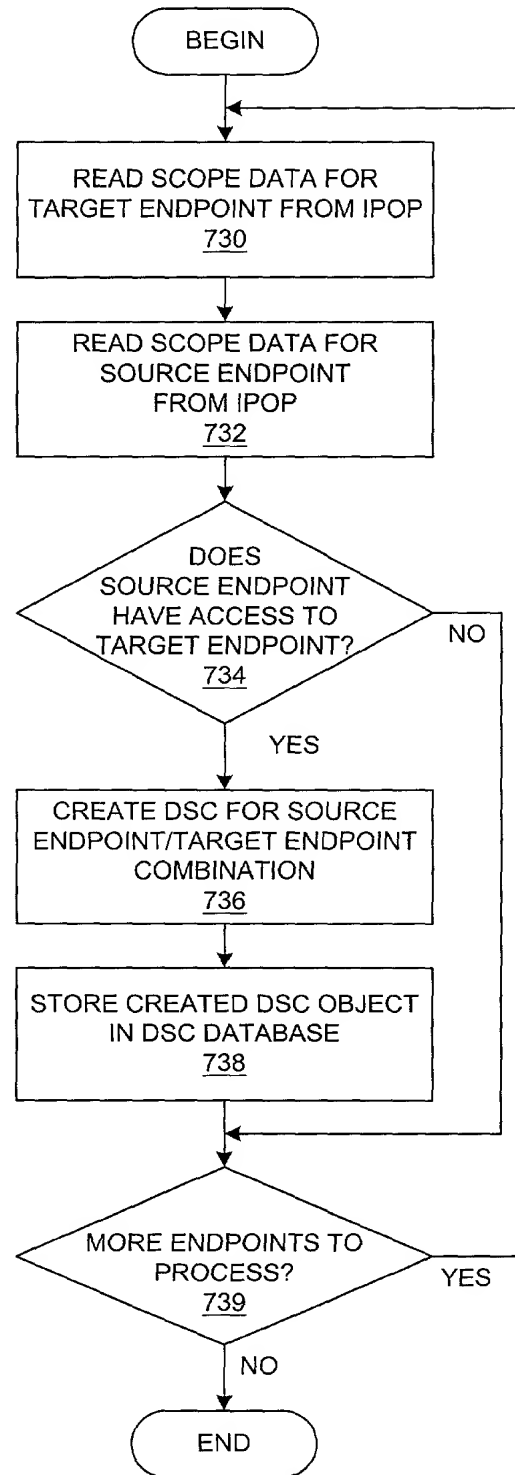 BEGIN
READ SCOPE DATA FOR
TARGET ENDPOINT FROM IPOP
730
READ SCOPE DATA FOR
SOURCE ENDPOINT
FROM IPOP
732
DOES
SOURCE ENDPOINT
HAVE ACCESS TO
TARGET ENDPOINT?
734
NO
YES
CREATE DSC FOR SOURCE
ENDPOINT/TARGET ENDPOINT
COMBINATION
736
STORE CREATED DSC OBJECT
IN DSC DATABASE
738
MORE ENDPOINTS TO
PROCESS?
739
YES
NO
END